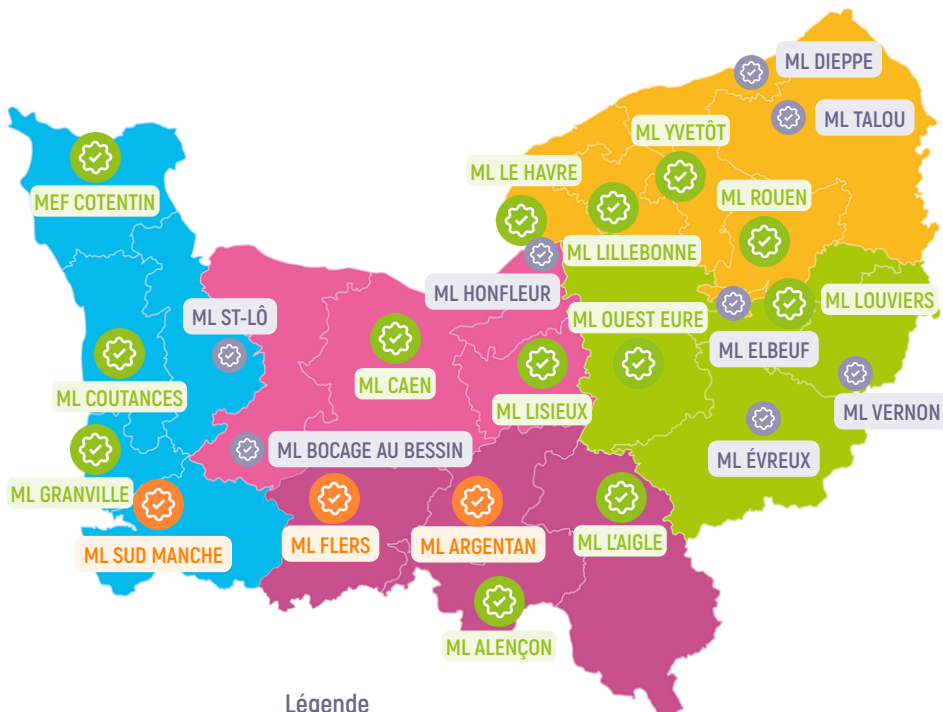 ML DIEPPE
ML TALOU
ML YVETÔT
ML LE HAVRE
MEF COTENTIN
ML ROUEN
ML LILLEBONNE
ML HONFLEUR
ML LOUVIERS
ML ST-LÔ
ML OUEST EURE
ML ELBEUF
ML CAEN
ML COUTANCES
ML LISIEUX
ML VERNON
ML BOCAGE AU BESSIN
ML ÉVREUX
ML GRANVILLE
ML SUD MANCHE
ML FLERS
ML ARGENTAN
ML L'AIGLE
ML ALENÇON
Légende